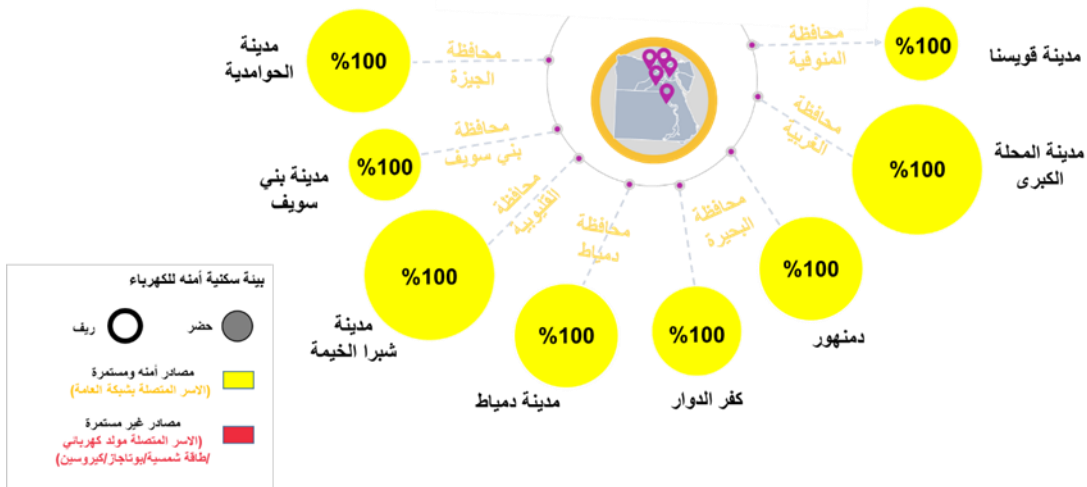 محافظة
المنوفية
%100
مدينة قويسنا
محافظة
الغربية
%100
مدينة المحلة
الكبرى
محافظة
البحيرة
%100
دمنهور
%100
كفر الدوار
محافظة
دمياط
%100
مدينة دمياط
محافظة
القليوبية
%100
مدينة
شبرا الخيمة
محافظة
بني سويف
%100
مدينة بني
سويف
محافظة
الجيزة
%100
مدينة
الحوامدية
بيئة سكنية أمنه للكهرباء
حضر
ريف
مصادر أمنه ومستمرة
(الاسر المتصلة بشبكة العامة)
مصادر غير مستمرة
(الاسر المتصلة مولد كهربائي
/طاقة شمسية/بوتاجاز/كيروسين)